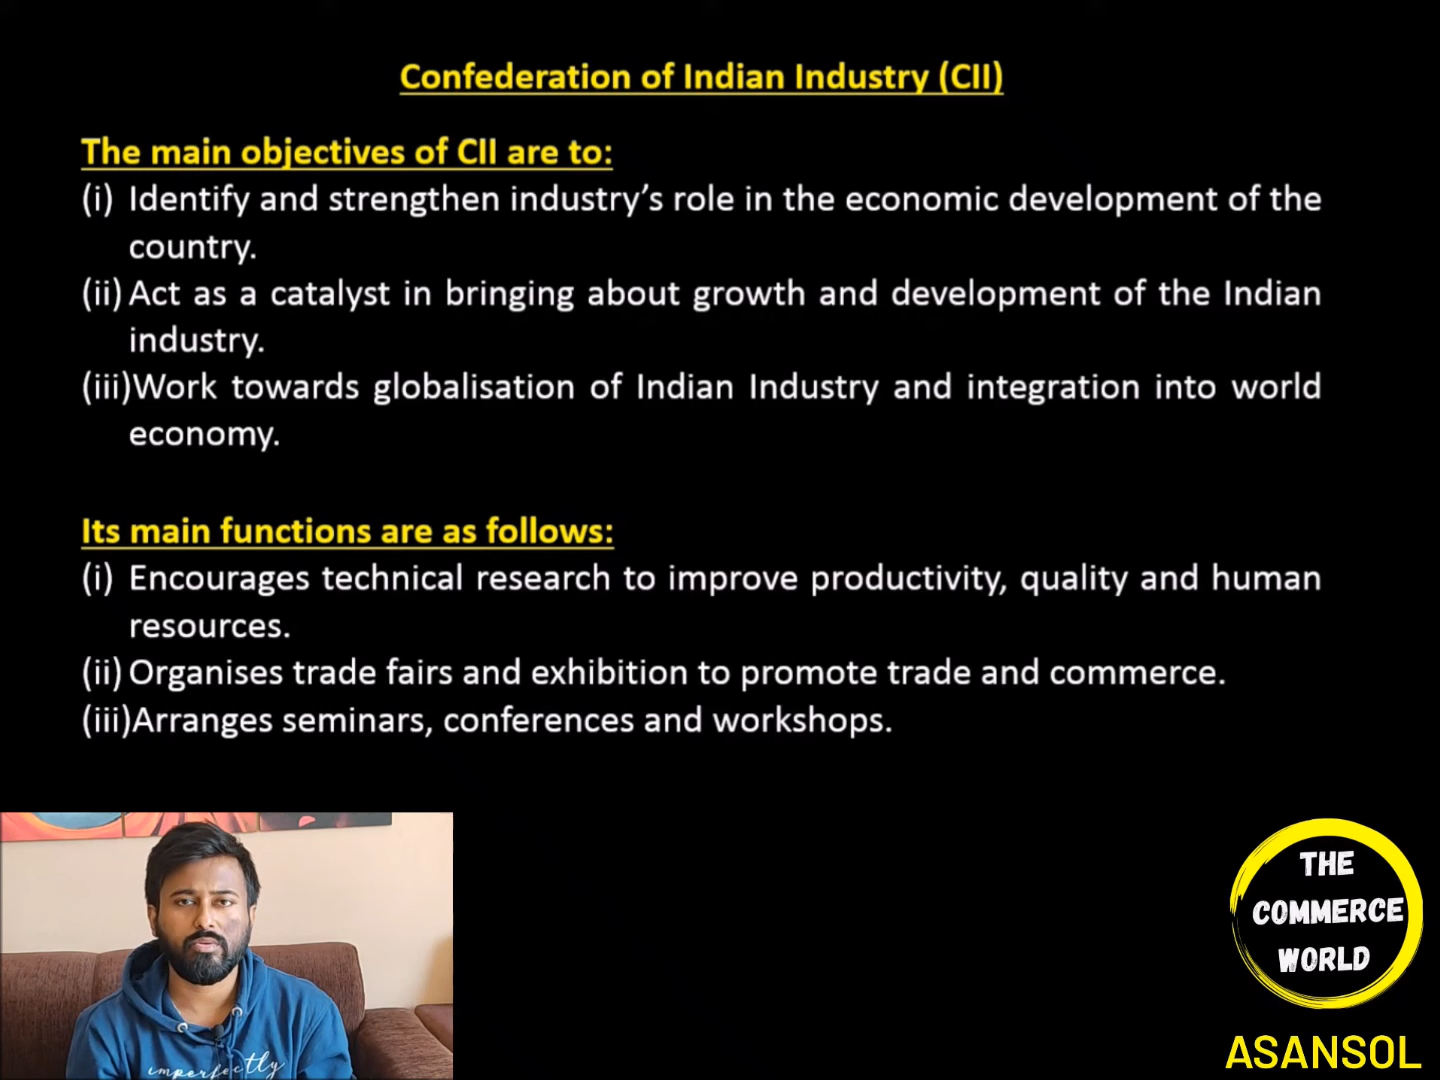 Confederation of Indian Industry (CII)
The main objectives of CII are to:
(i) Identify and strengthen industry’s role in the economic development of the
country.
(ii) Act as a catalyst in bringing about growth and development of the Indian
industry.
(iii)Work towards globalisation of Indian Industry and integration into world
economy.
Its main functions are as follows:
(i) Encourages technical research to improve productivity, quality and human
resources.
(ii) Organises trade fairs and exhibition to promote trade and commerce.
(iii)Arranges seminars, conferences and workshops.
imperfectly
THE
COMMERCE
WORLD
ASANSOL